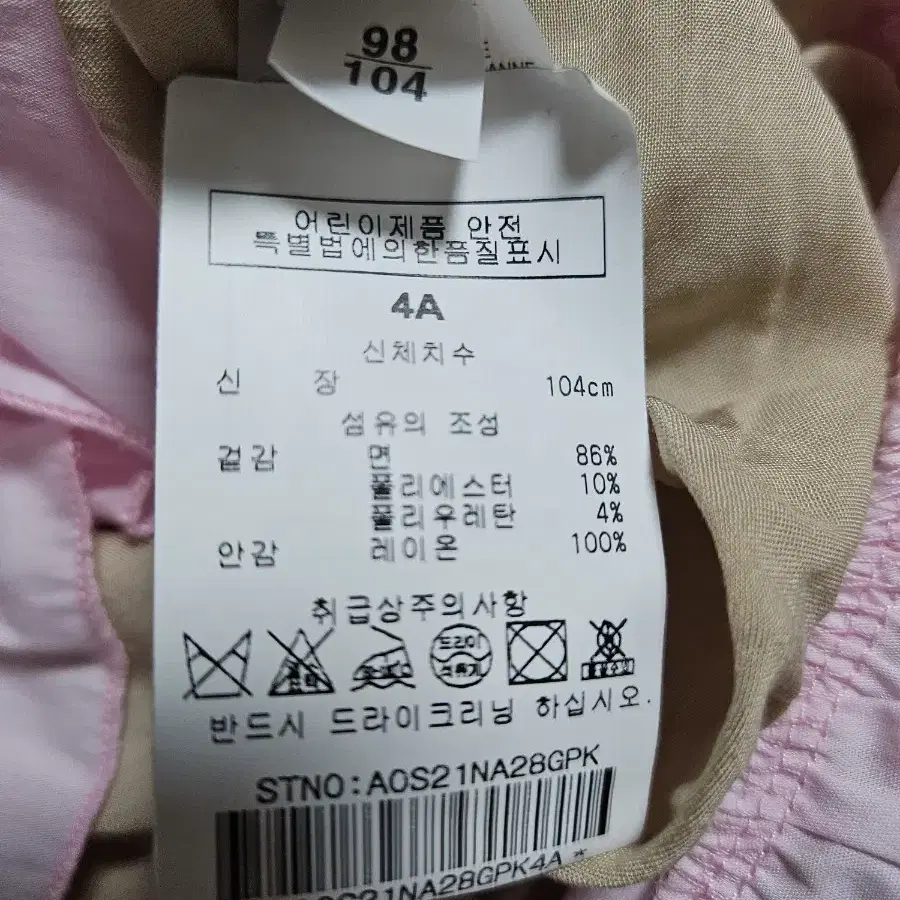 98
104
어린이제품 안전
특별법에의한품질표시
4A
신체치수
신 장 104cm
섬유의 조성
겉감 면 86%
폴리에스터 10%
폴리우레탄 4%
안감 레이온 100%
취급상주의사항
드라이
석유계
반드시 드라이크리닝 하십시오.
STNO:A0S21NA28GPK
A0S21NA28GPK4A *